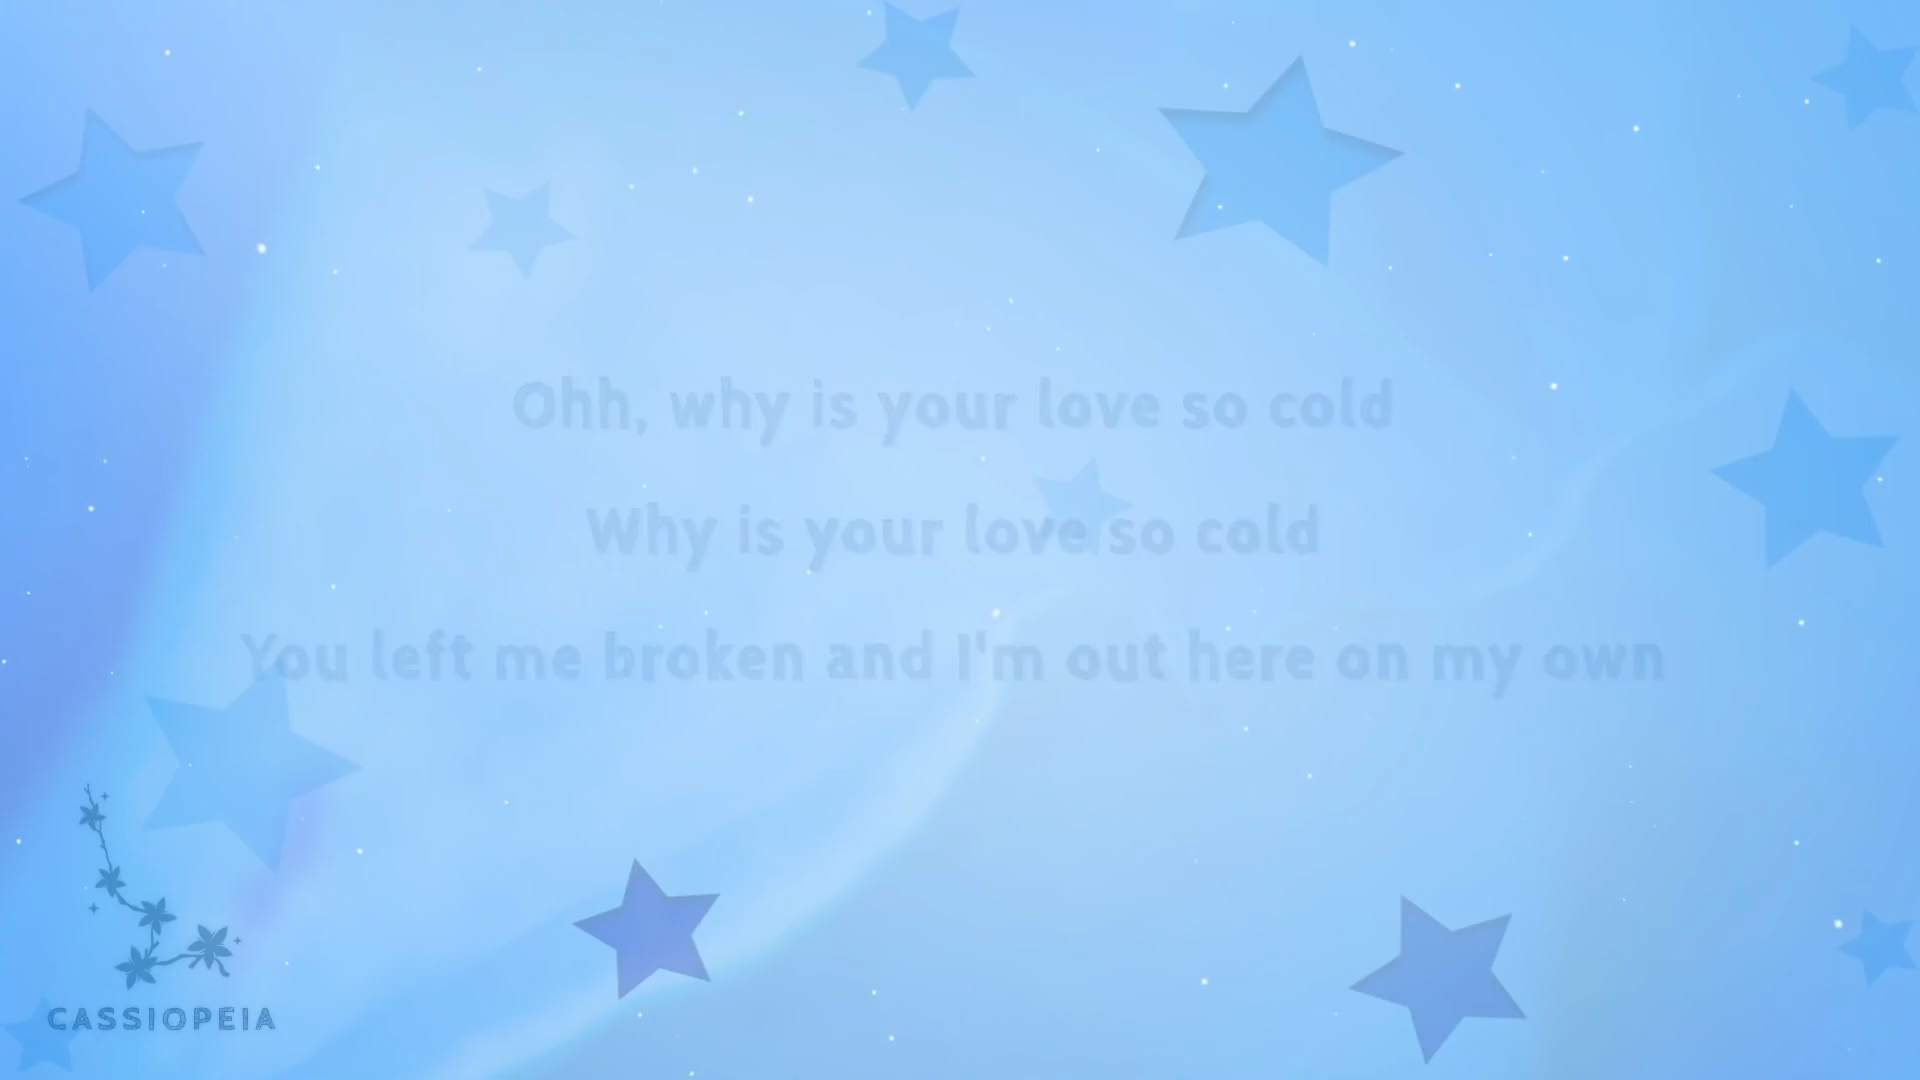 Ohh, why is your love so cold
Why is your love so cold
You left me broken and I'm out here on my own
CASSIOPEIA